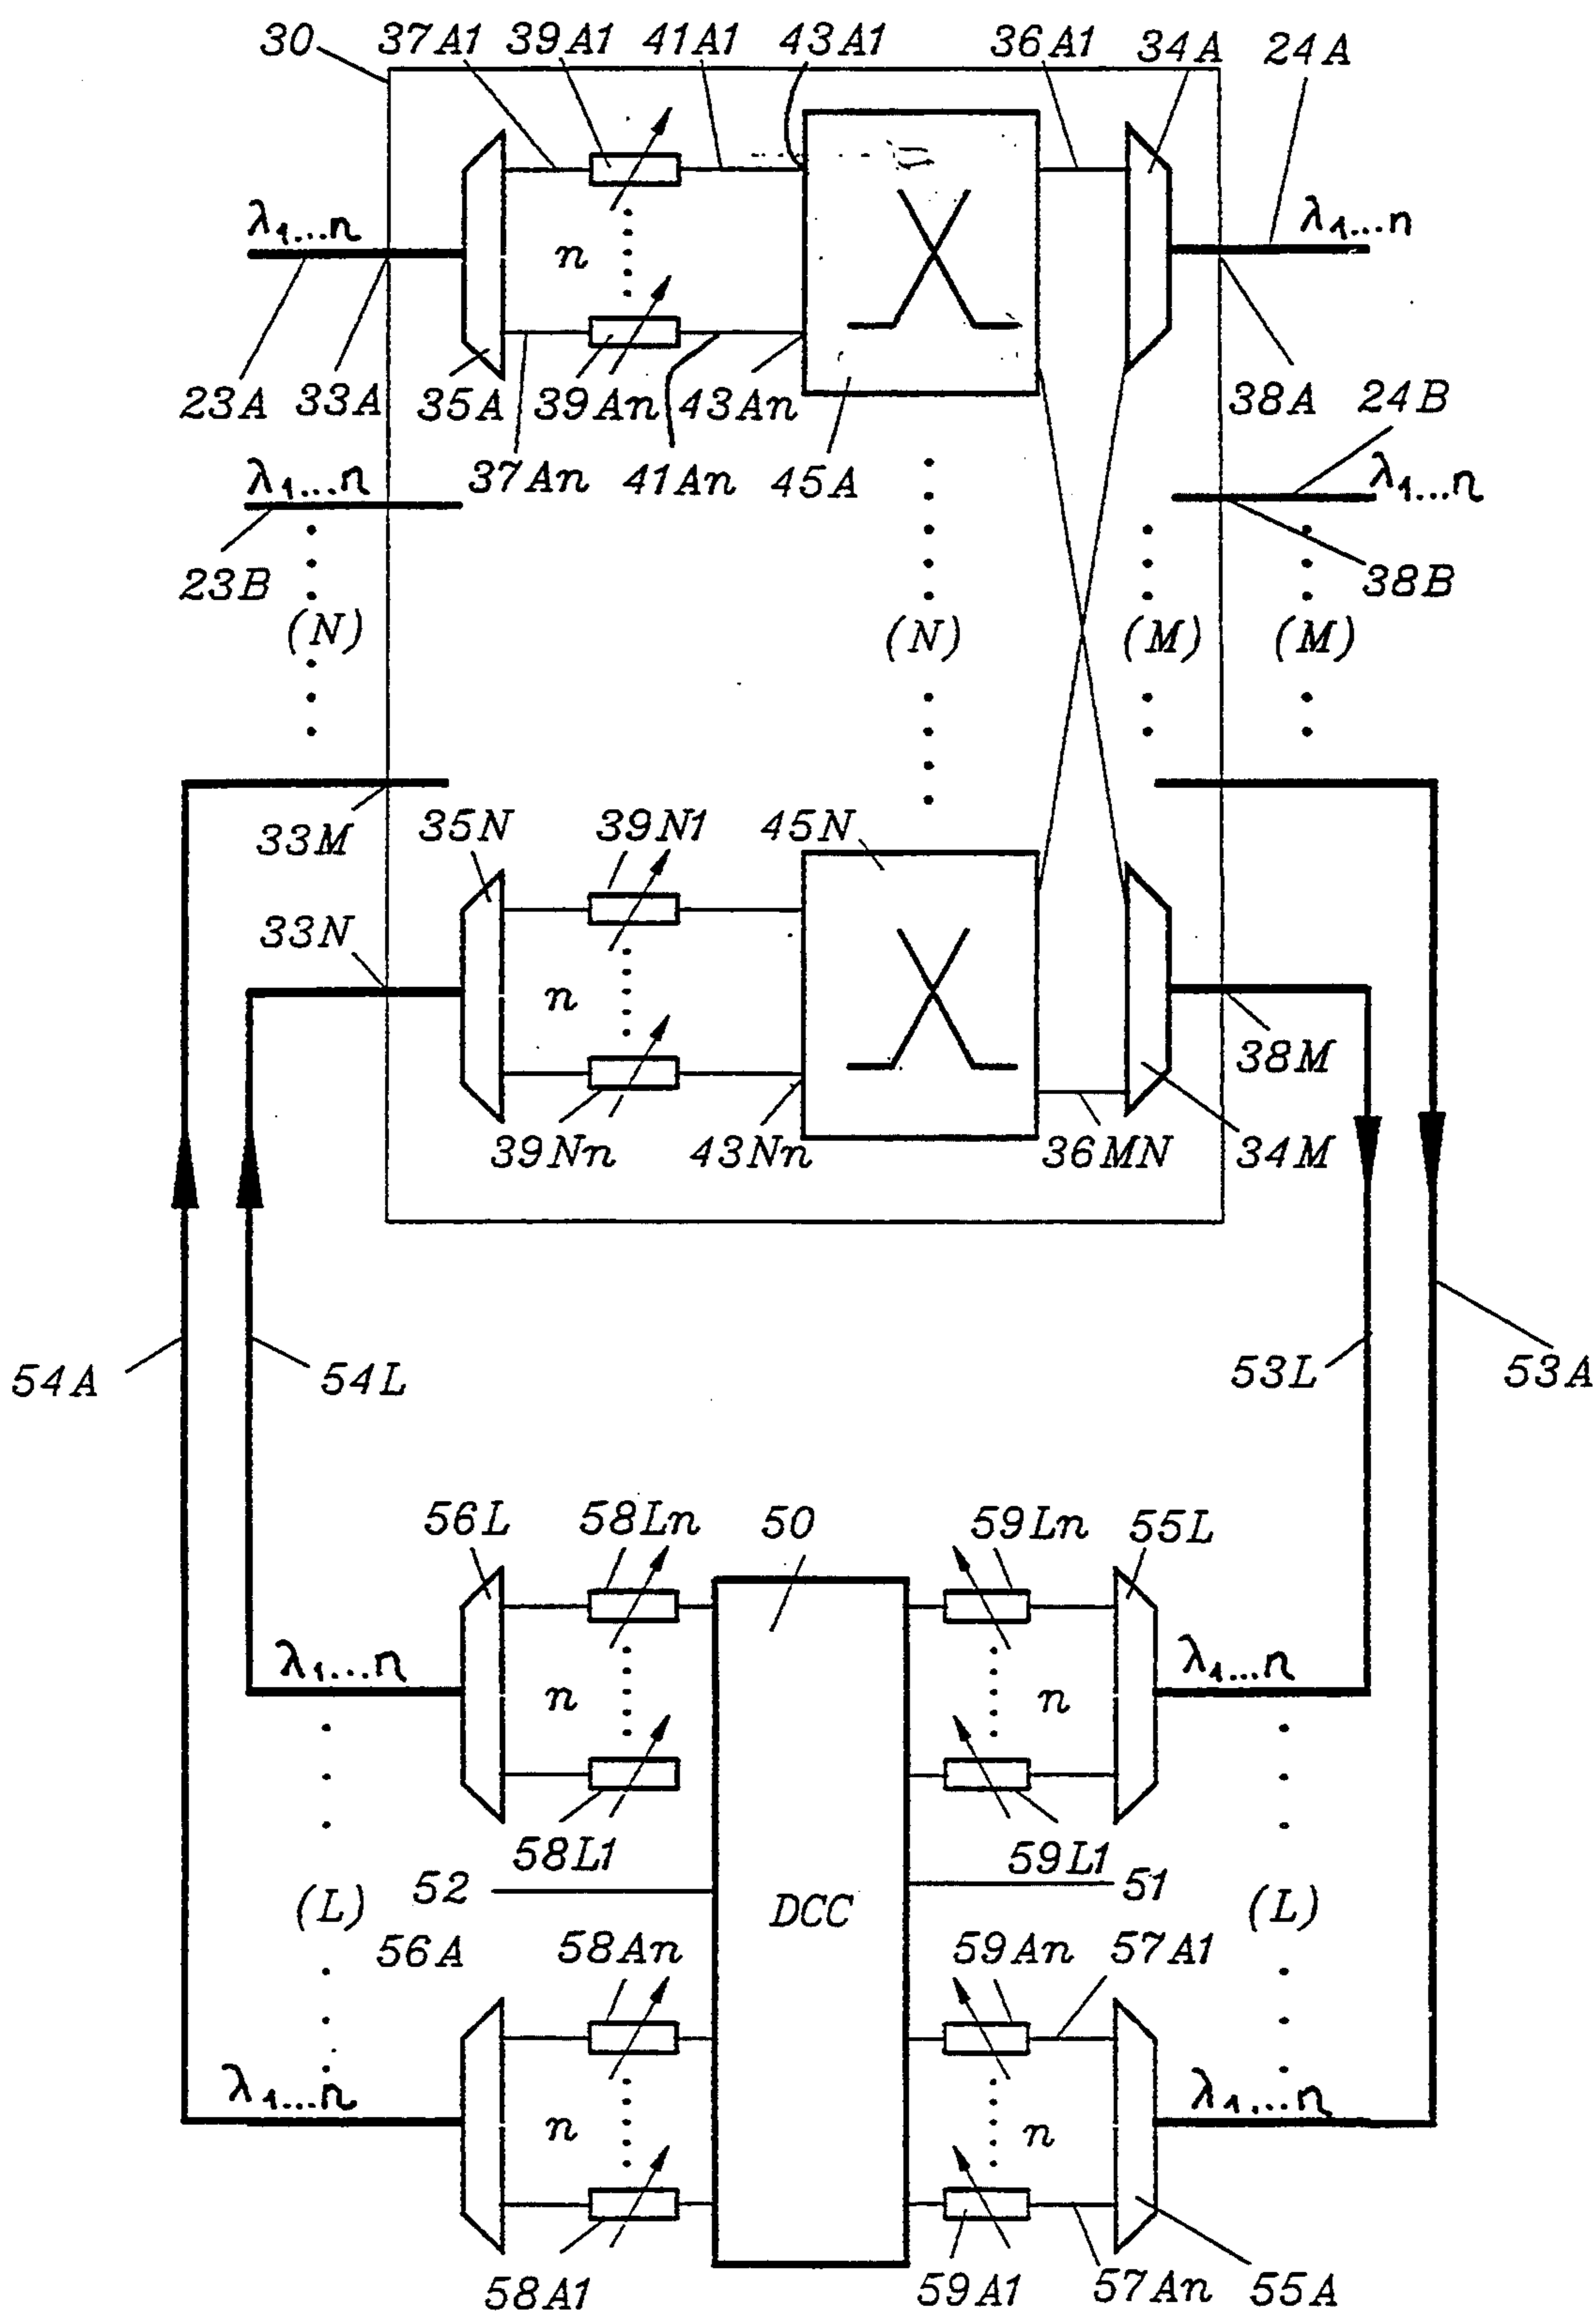 30 37A1 39A1 41A1 43A1 36A1 34A 24A
λ1...n λ1...n
n
23A 33A 35A 39An 43An 38A 24B
37An 41An 45A
λ1...n λ1...n
23B 38B
(N) (N) (M) (M)
33M 35N 39N1 45N
33N
n
38M
39Nn 43Nn 36MN 34M
54A 54L 53L 53A
56L 58Ln 50 59Ln 55L
λ1...n λ1...n
n n
58L1 59L1
52 51
(L) DCC (L)
56A 58An 59An 57A1
λ1...n λ1...n
n n
58A1 59A1 57An 55A